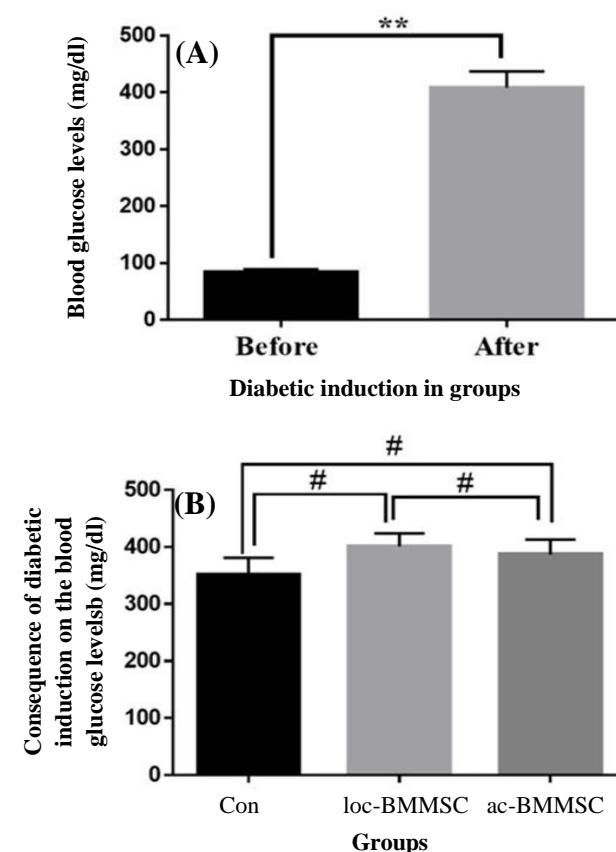 (A)
**
Blood glucose levels (mg/dl)
500
400
300
200
100
0
Before After
Diabetic induction in groups
(B)
#
# #
Consequence of diabetic
induction on the blood
glucose levelsb (mg/dl)
500
400
300
200
100
0
Con loc-BMMSC ac-BMMSC
Groups